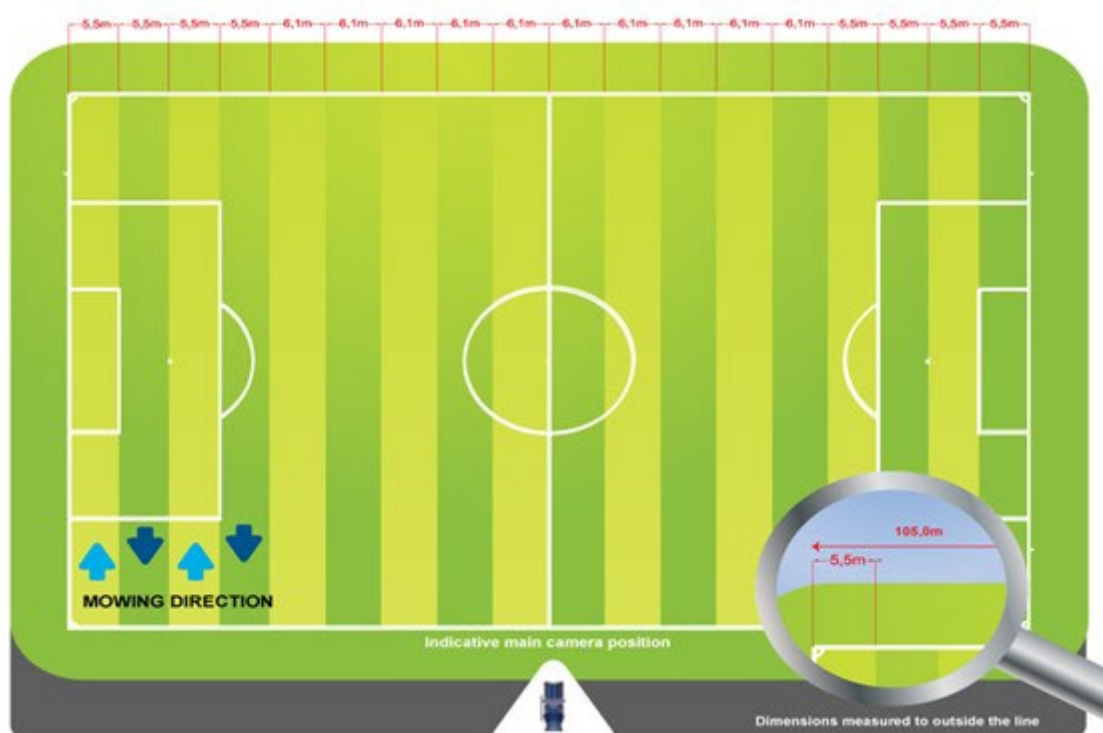 5,5m 5,5m 5,5m 5,5m 6,1m 6,1m 6,1m 6,1m 6,1m 6,1m 6,1m 6,1m 6,1m 6,1m 5,5m 5,5m 5,5m 5,5m
105,0m
5,5m
MOWING DIRECTION
Indicative main camera position
Dimensions measured to outside the line